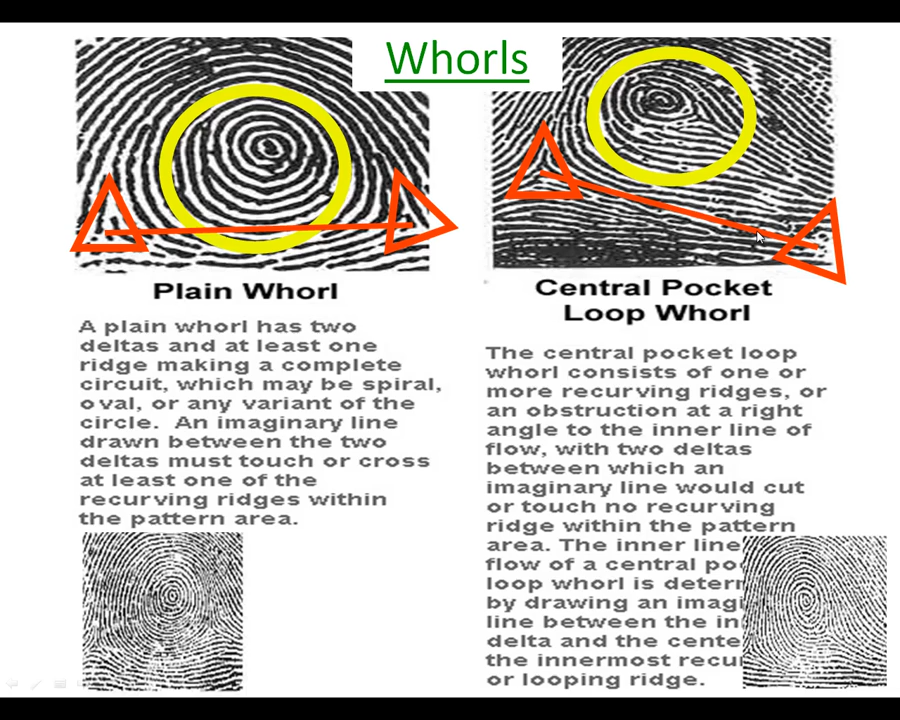 Whorls
Plain Whorl
A plain whorl has two
deltas and at least one
ridge making a complete
circuit, which may be spiral,
oval, or any variant of the
circle. An imaginary line
drawn between the two
deltas must touch or cross
at least one of the
recurving ridges within
the pattern area.
Central Pocket
Loop Whorl
The central pocket loop
whorl consists of one or
more recurving ridges, or
an obstruction at a right
angle to the inner line of
flow, with two deltas
between which an
imaginary line would cut
or touch no recurving
ridge within the pattern
area. The inner line
flow of a central
loop whorl is
by drawing an
line between the
delta and the
the innermost
or looping ridge.